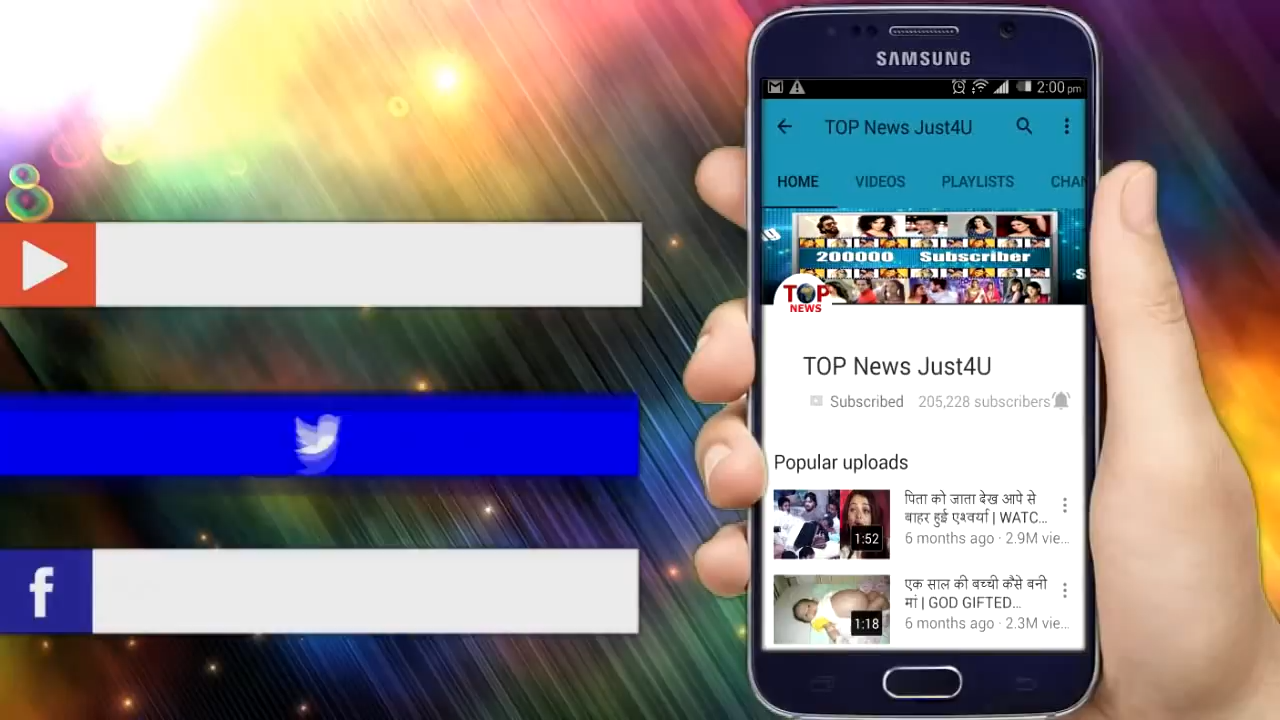 SAMSUNG
2:00 pm
TOP News Just4U
HOME VIDEOS PLAYLISTS CHAN
200000 Subscriber
TOP
NEWS
TOP News Just4U
Subscribed 205,228 subscribers
Popular uploads
पिता को जाता देख आपे से
बाहर हुई एश्वर्या | WATC...
6 months ago · 2.9M vie...
1:52
एक साल की बच्ची कैसे बनी
मां | GOD GIFTED...
6 months ago · 2.3M vie...
1:18